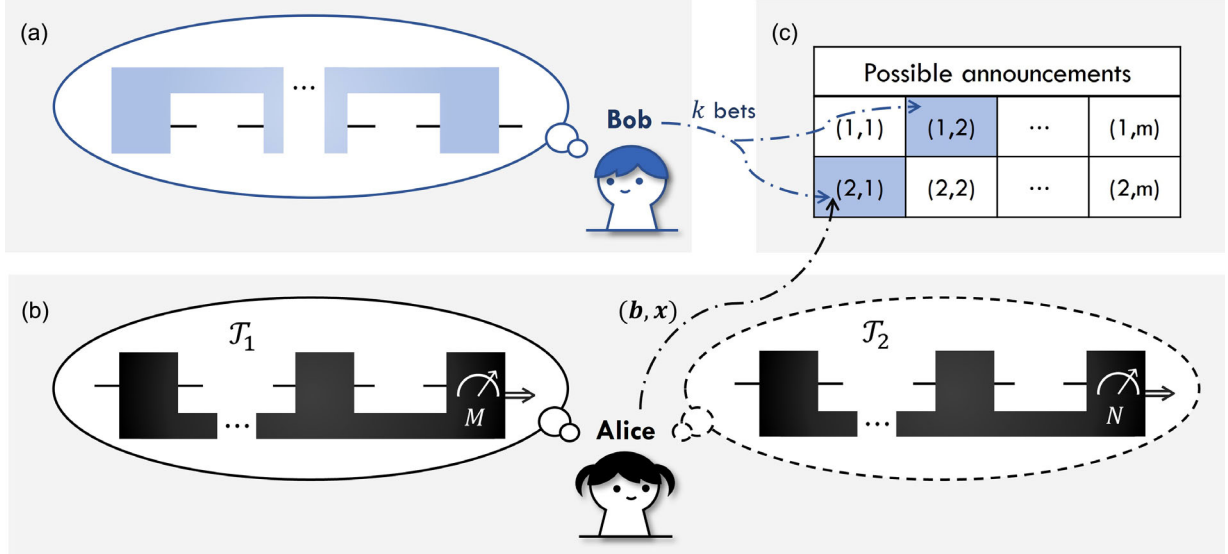 (a)
...
Bob
k bets
(c)
Possible announcements
(1,1) (1,2) ... (1,m)
(2,1) (2,2) ... (2,m)
(b)
𝒯₁
...
M
Alice
(b, x)
𝒯₂
...
N